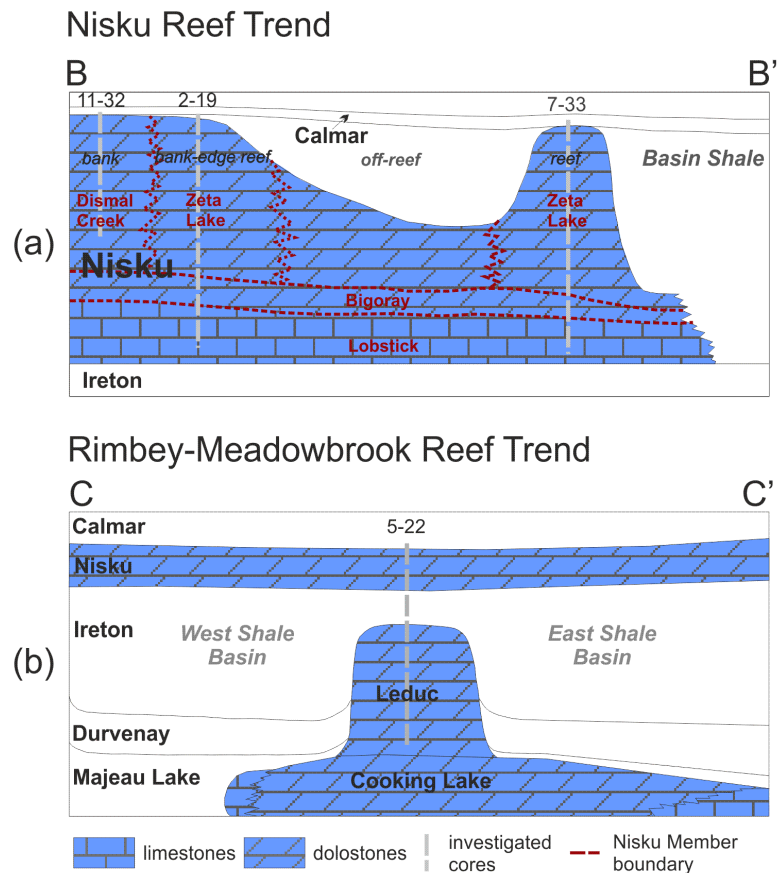 Nisku Reef Trend
B B’
11-32 2-19 7-33
Calmar
bank bank-edge reef off-reef reef Basin Shale
Dismal
Creek
Zeta
Lake
Zeta
Lake
(a)
Nisku
Bigoray
Lobstick
Ireton
Rimbey-Meadowbrook Reef Trend
C C’
Calmar
5-22
Nisku
Ireton
West Shale
Basin
East Shale
Basin
(b)
Leduc
Durvenay
Majeau Lake
Cooking Lake
limestones
dolostones
investigated
cores
Nisku Member
boundary